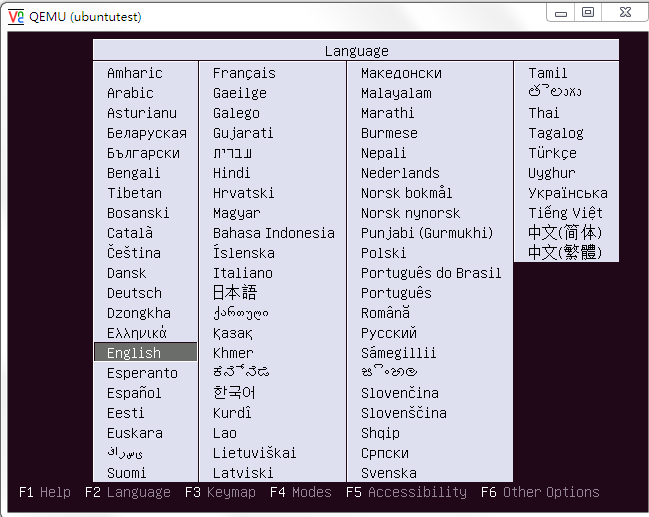 QEMU (ubuntutest)
Language
Amharic
Arabic
Asturianu
Беларуская
Български
Bengali
Tibetan
Bosanski
Català
Čeština
Dansk
Deutsch
Dzongkha
Ελληνικά
English
Esperanto
Español
Eesti
Euskara
فارسی
Suomi
Français
Gaeilge
Galego
Gujarati
עברית
Hindi
Hrvatski
Magyar
Bahasa Indonesia
Íslenska
Italiano
日本語
ქართული
Қазақ
Khmer
ಕನ್ನಡ
한국어
Kurdî
Lao
Lietuviškai
Latviski
Македонски
Malayalam
Marathi
Burmese
Nepali
Nederlands
Norsk bokmål
Norsk nynorsk
Punjabi (Gurmukhi)
Polski
Português do Brasil
Português
Română
Русский
Sámegillii
සිංහල
Slovenčina
Slovenščina
Shqip
Српски
Svenska
Tamil
తెలుగు
Thai
Tagalog
Türkçe
Uyghur
Українська
Tiếng Việt
中文(简体)
中文(繁體)
F1 Help F2 Language F3 Keymap F4 Modes F5 Accessibility F6 Other Options